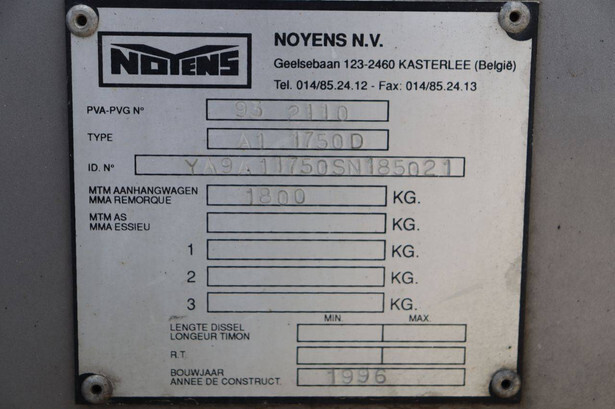 NOYENS
NOYENS N.V.
Geelsebaan 123-2460 KASTERLEE (België)
Tel. 014/85.24.12 - Fax: 014/85.24.13
PVA-PVG N° 93 2110
TYPE A1 1750D
ID. N° YA9A11750SN185021
MTM AANHANGWAGEN
MMA REMORQUE 1800 KG.
MTM AS
MMA ESSIEU KG.
1 KG.
2 KG.
3 KG.
MIN. MAX.
LENGTE DISSEL
LONGEUR TIMON
R.T.
BOUWJAAR
ANNEE DE CONSTRUCT. 1996